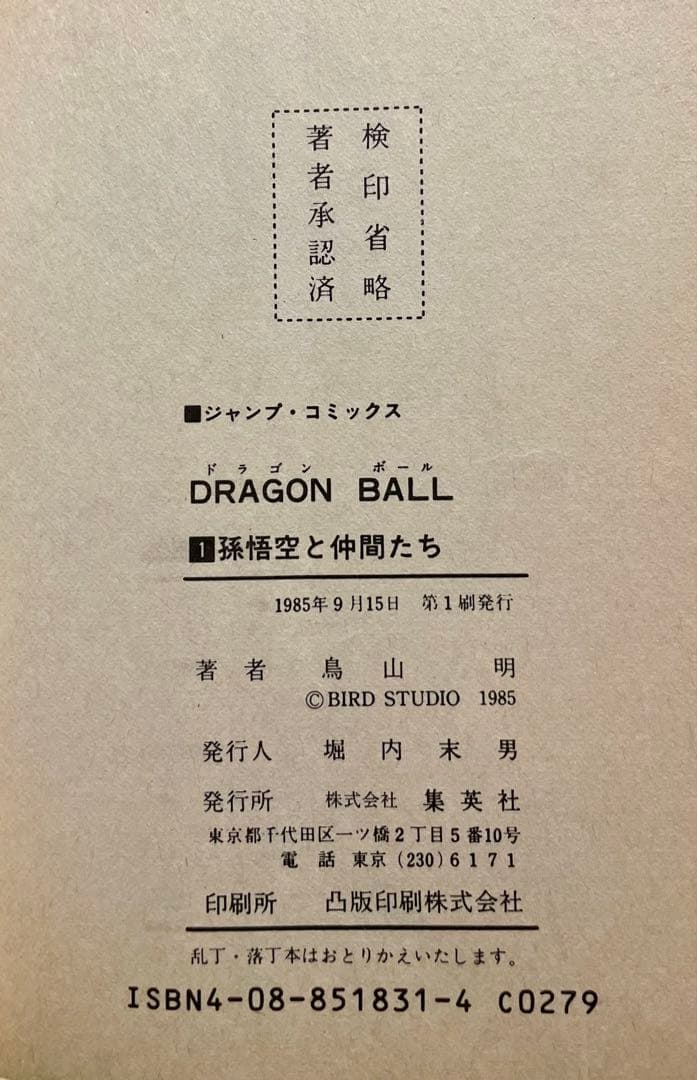 検印省略
著者承認済
■ジャンプ・コミックス
ドラゴン ボール
DRAGON BALL
1孫悟空と仲間たち
1985年9月15日 第1刷発行
著者 鳥山 明
©BIRD STUDIO 1985
発行人 堀内末男
発行所 株式会社 集英社
東京都千代田区一ツ橋2丁目5番10号
電話 東京(230)6171
印刷所 凸版印刷株式会社
乱丁・落丁本はおとりかえいたします。
ISBN4-08-851831-4 C0279